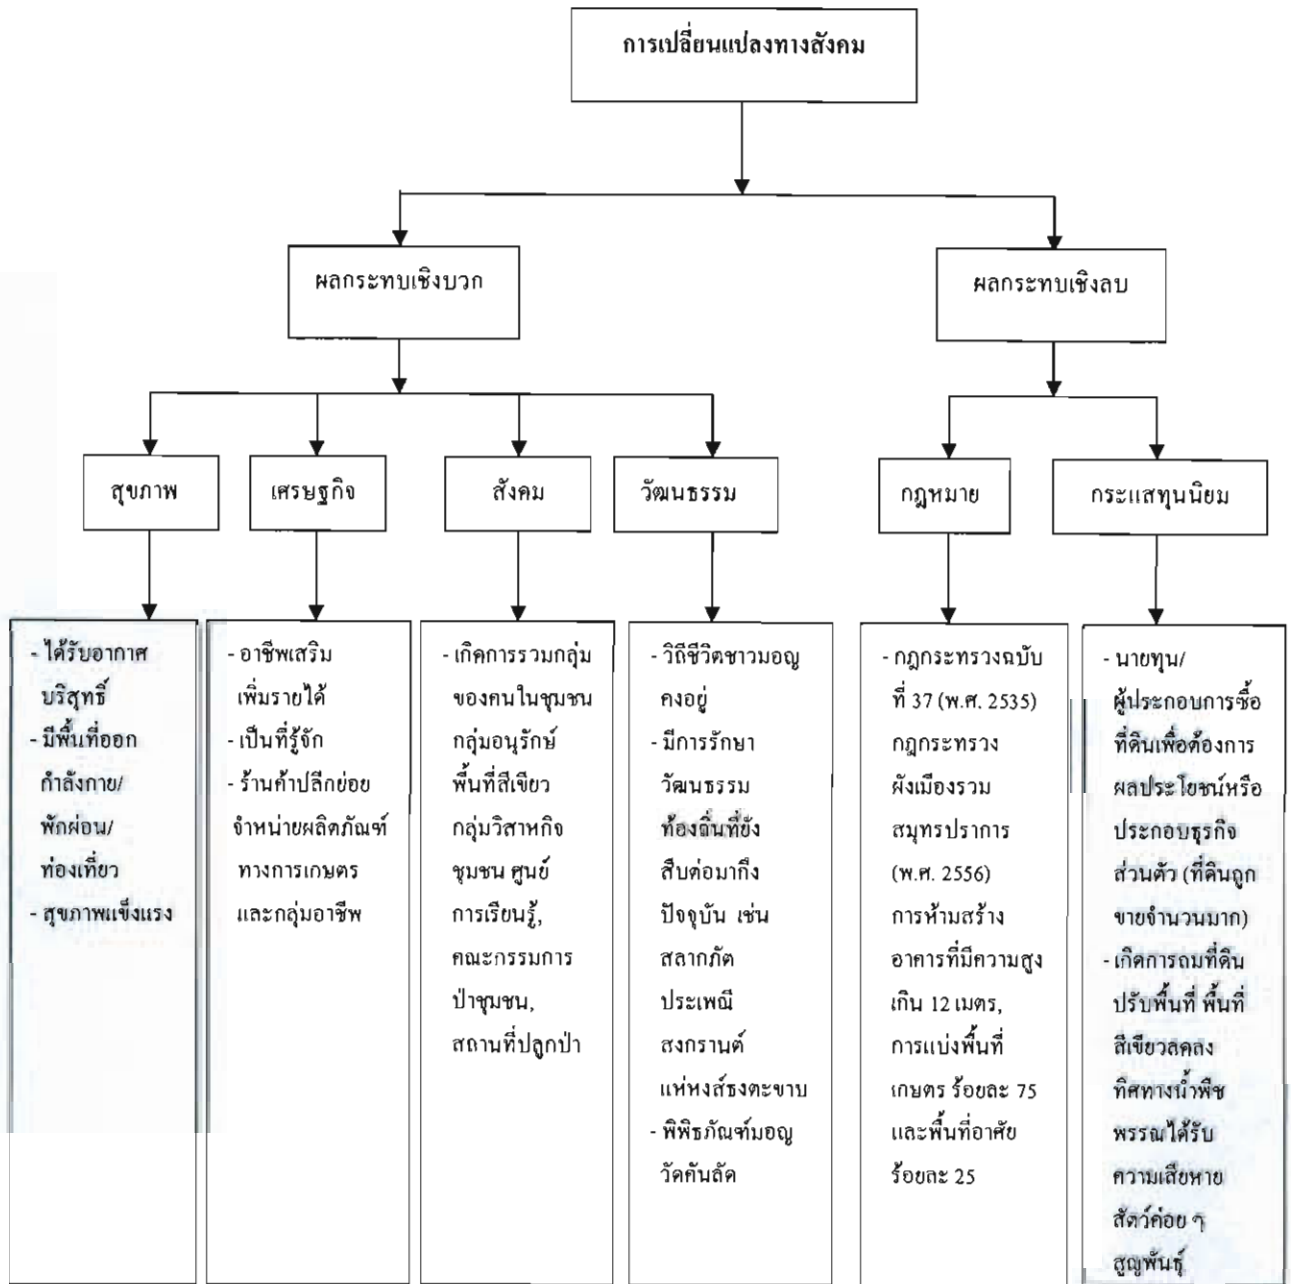 การเปลี่ยนแปลงทางสังคม
ผลกระทบเชิงบวก
ผลกระทบเชิงลบ
สุขภาพ
เศรษฐกิจ
สังคม
วัฒนธรรม
กฎหมาย
กระแสทุนนิยม
- ได้รับอากาศ
บริสุทธิ์
- มีพื้นที่ออก
กำลังกาย/
พักผ่อน/
ท่องเที่ยว
- สุขภาพแข็งแรง
- อาชีพเสริม
เพิ่มรายได้
- เป็นที่รู้จัก
- ร้านค้าปลีกย่อย
จำหน่ายผลิตภัณฑ์
ทางการเกษตร
และกลุ่มอาชีพ
- เกิดการรวมกลุ่ม
ของคนในชุมชน
กลุ่มอนุรักษ์
พื้นที่สีเขียว
กลุ่มวิสาหกิจ
ชุมชน ศูนย์
การเรียนรู้,
คณะกรรมการ
ป่าชุมชน,
สถานที่ปลูกป่า
- วิถีชีวิตชาวมอญ
คงอยู่
- มีการรักษา
วัฒนธรรม
ท้องถิ่นที่ยัง
สืบต่อมาถึง
ปัจจุบัน เช่น
สลากภัต
ประเพณี
สงกรานต์
แห่หงส์ธงตะขาบ
- พิพิธภัณฑ์มอญ
วัดคันลัด
- กฎกระทรวงฉบับ
ที่ 37 (พ.ศ. 2535)
กฎกระทรวง
ผังเมืองรวม
สมุทรปราการ
(พ.ศ. 2556)
การห้ามสร้าง
อาคารที่มีความสูง
เกิน 12 เมตร,
การแบ่งพื้นที่
เกษตร ร้อยละ 75
และพื้นที่อาศัย
ร้อยละ 25
- นายทุน/
ผู้ประกอบการซื้อ
ที่ดินเพื่อต้องการ
ผลประโยชน์หรือ
ประกอบธุรกิจ
ส่วนตัว (ที่ดินถูก
ขายจำนวนมาก)
- เกิดการถมที่ดิน
ปรับพื้นที่ พื้นที่
สีเขียวลดลง
ทิศทางน้ำพืช
พรรณได้รับ
ความเสียหาย
สัตว์ค่อย ๆ
สูญพันธุ์